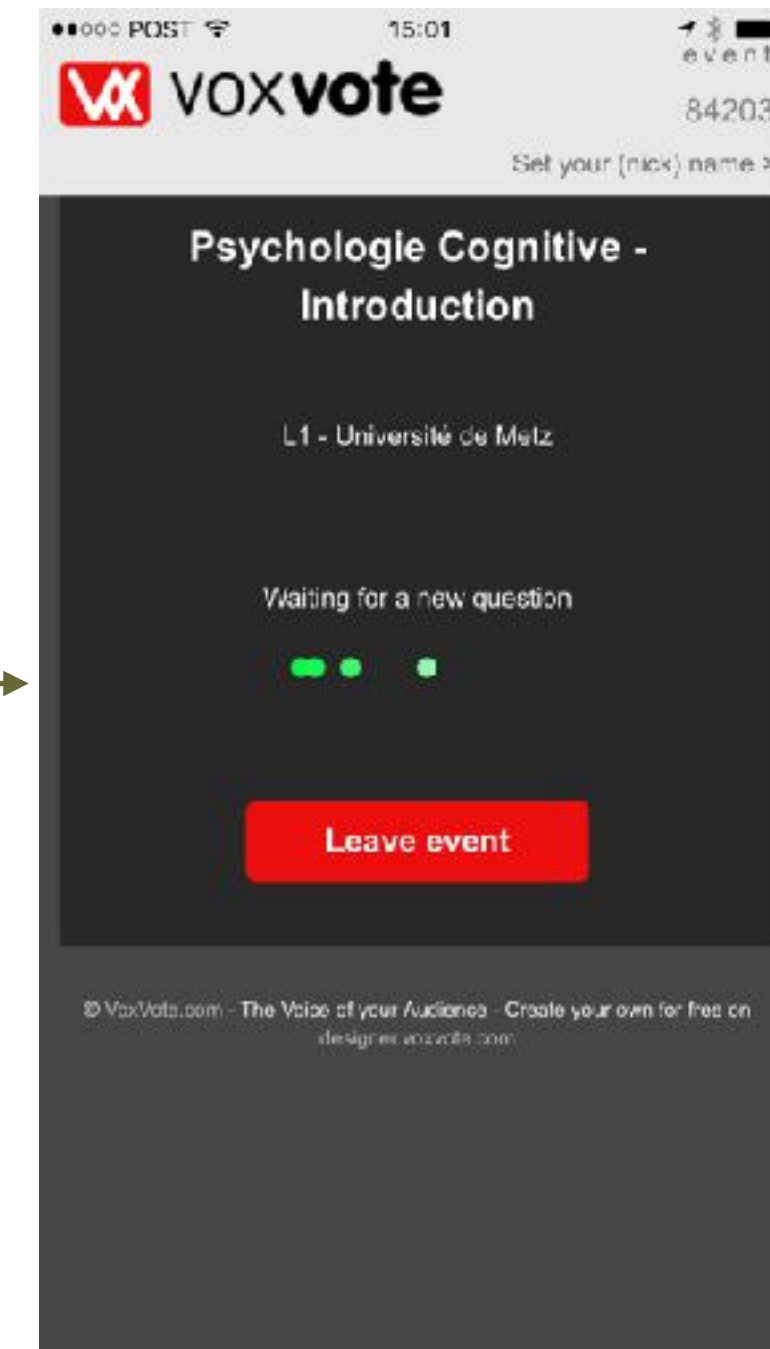 POST 15:01
event
voxvote 84203
Set your (nick) name >
Psychologie Cognitive -
Introduction
L1 - Université de Metz
Waiting for a new question
Leave event
© VoxVote.com - The Voice of your Audience - Create your own for free on
designer.voxvote.com